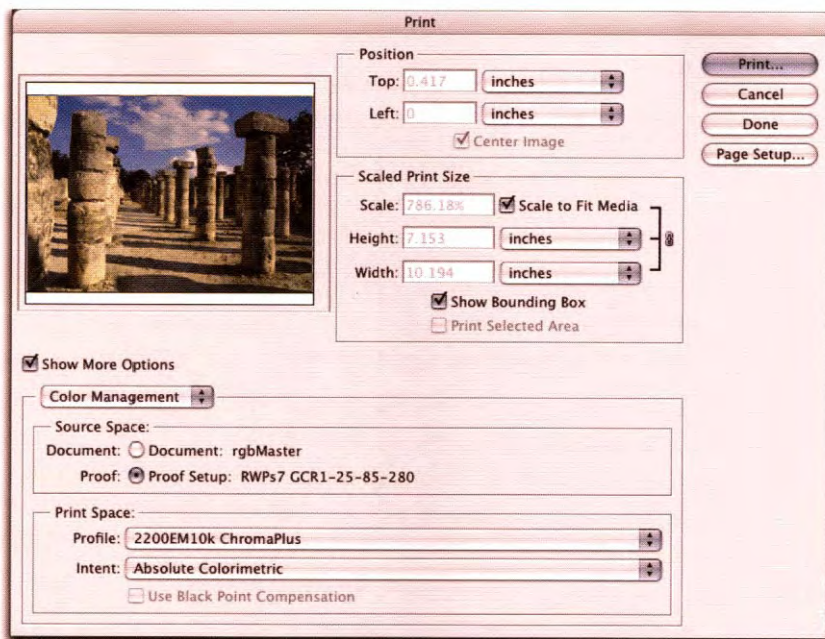 Print
Position
Top: 0.417 inches
Left: 0 inches
Center Image
Scaled Print Size
Scale: 786.18% Scale to Fit Media
Height: 7.153 inches
Width: 10.194 inches
Show Bounding Box
Print Selected Area
Print...
Cancel
Done
Page Setup...
Show More Options
Color Management
Source Space:
Document: Document: rgbMaster
Proof: Proof Setup: RWPs7 GCR1-25-85-280
Print Space:
Profile: 2200EM10k ChromaPlus
Intent: Absolute Colorimetric
Use Black Point Compensation